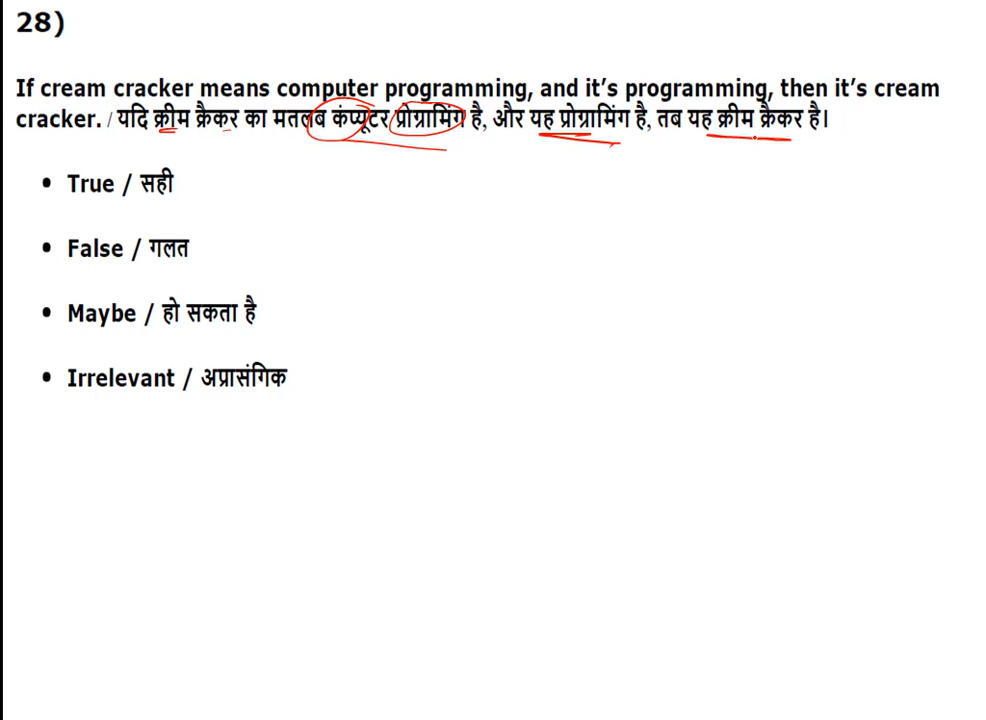 28)
If cream cracker means computer programming, and it’s programming, then it’s cream
cracker. / यदि क्रीम क्रैकर का मतलब कंप्यूटर प्रोग्रामिंग है, और यह प्रोग्रामिंग है, तब यह क्रीम क्रैकर है।
• True / सही
• False / गलत
• Maybe / हो सकता है
• Irrelevant / अप्रासंगिक